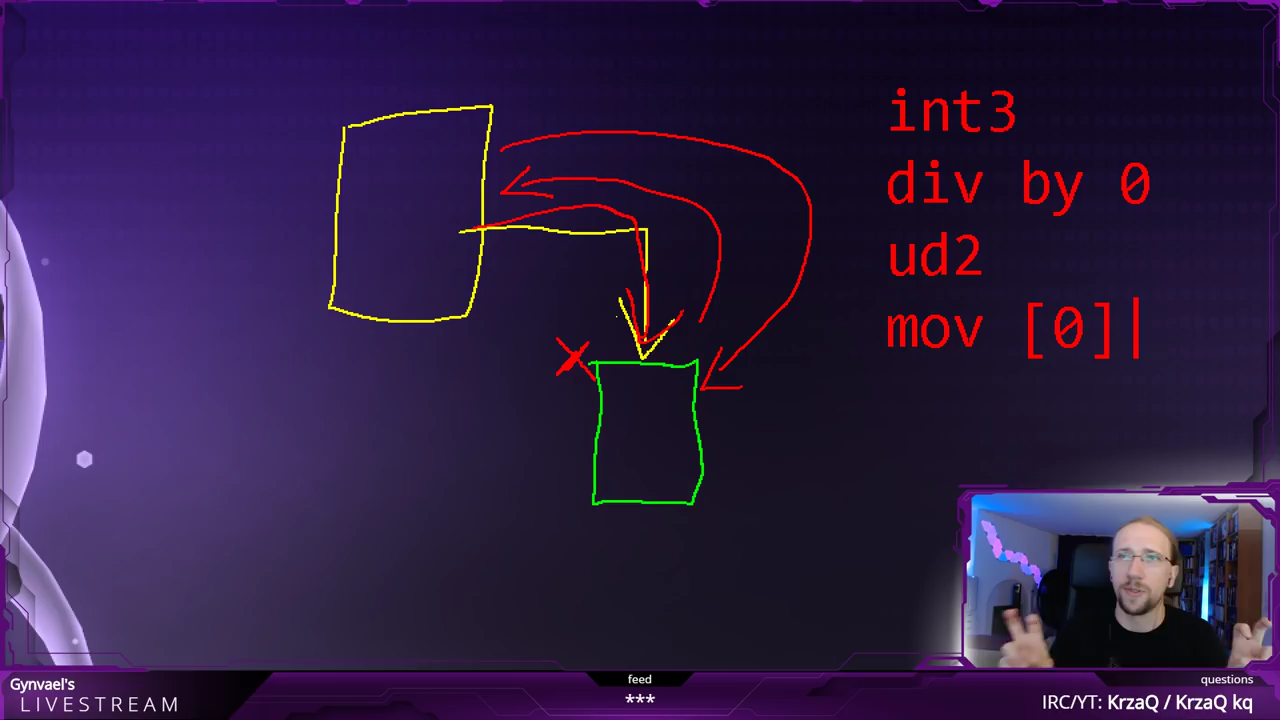 int3
div by 0
ud2
mov [0]|
Gynvael's
LIVESTREAM
feed
***
questions
IRC/YT: KrzaQ / KrzaQ kq